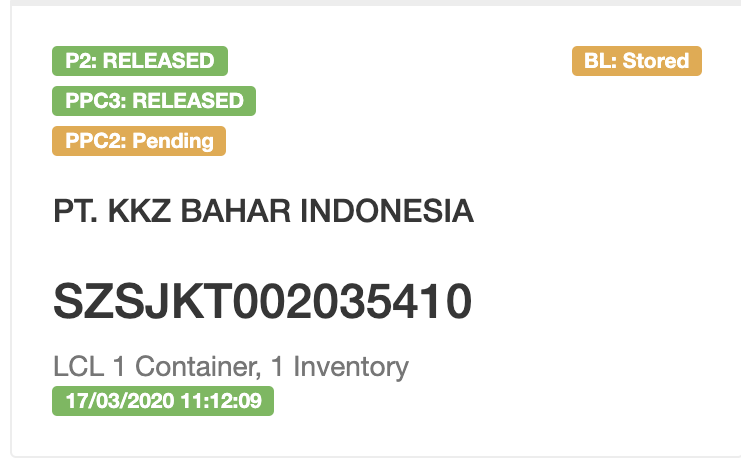 P2: RELEASED
BL: Stored
PPC3: RELEASED
PPC2: Pending
PT. KKZ BAHAR INDONESIA
SZSJKT002035410
LCL 1 Container, 1 Inventory
17/03/2020 11:12:09